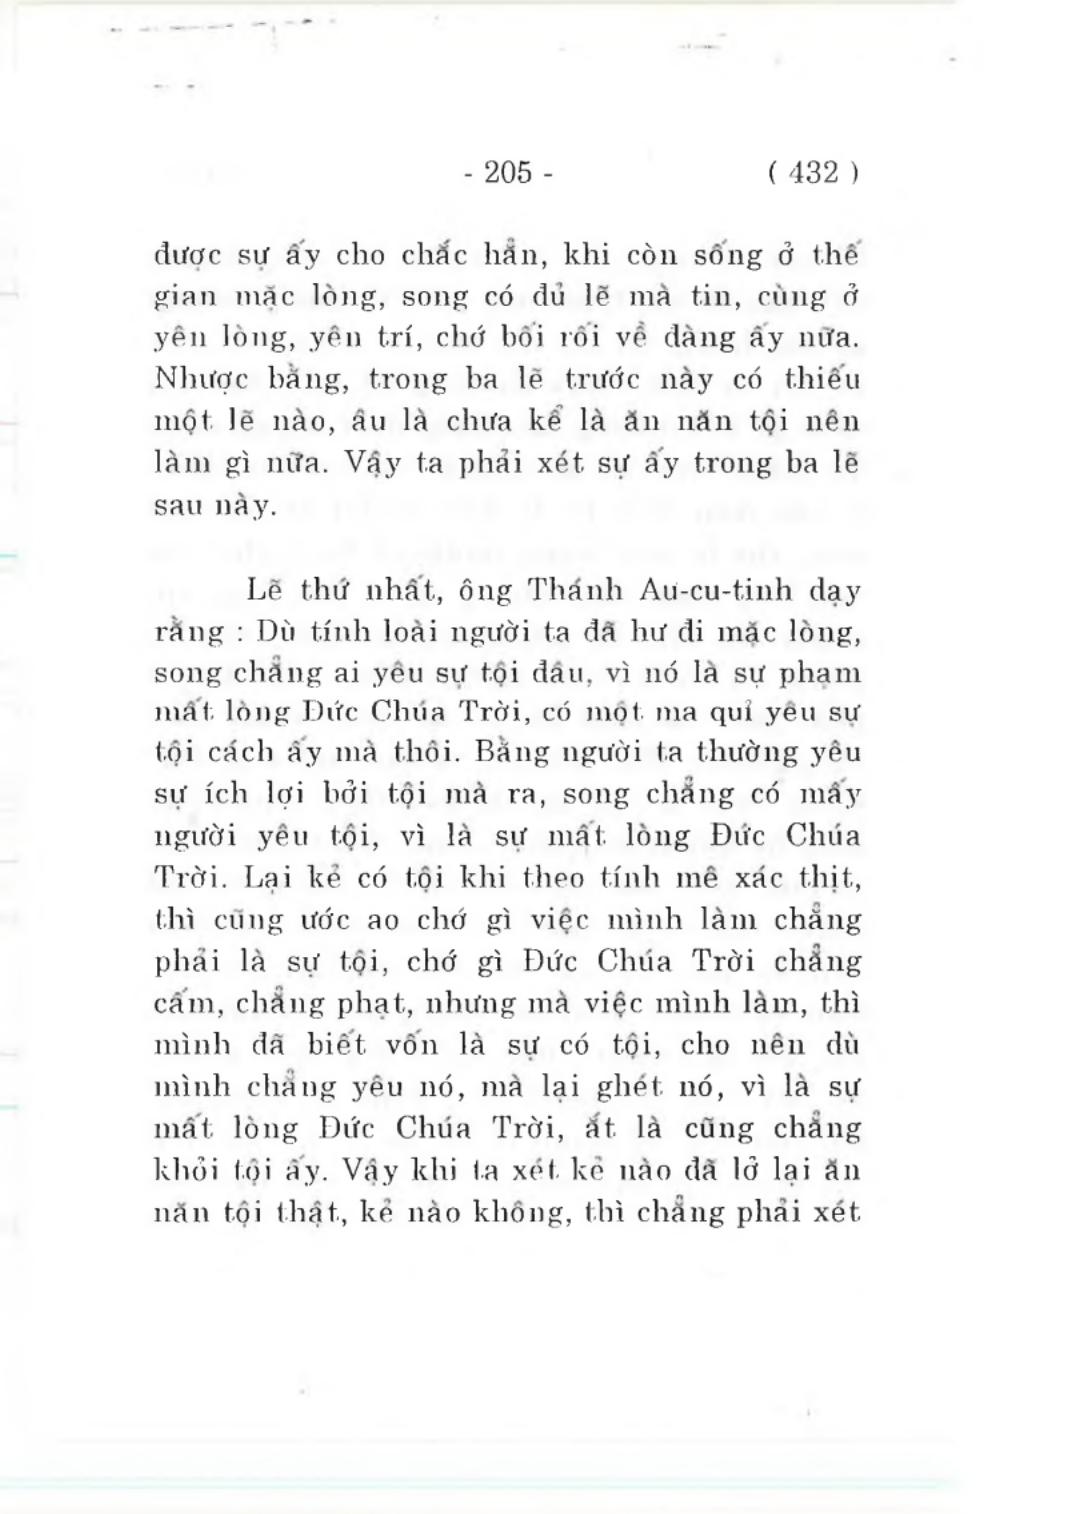 - 205 - ( 432 )
được sự ấy cho chắc hẳn, khi còn sống ở thế
gian mặc lòng, song có đủ lẽ mà tin, cùng ở
yên lòng, yên trí, chớ bối rối về đàng ấy nữa.
Nhược bằng, trong ba lẽ trước này có thiếu
một lẽ nào, âu là chưa kể là ăn năn tội nên
làm gì nữa. Vậy ta phải xét sự ấy trong ba lẽ
sau này.
Lẽ thứ nhất, ông Thánh Au-cu-tinh dạy
rằng : Dù tính loài người ta đã hư đi mặc lòng,
song chẳng ai yêu sự tội đâu, vì nó là sự phạm
mất lòng Đức Chúa Trời, có một ma quỉ yêu sự
tội cách ấy mà thôi. Bằng người ta thường yêu
sự ích lợi bởi tội mà ra, song chẳng có mấy
người yêu tội, vì là sự mất lòng Đức Chúa
Trời. Lại kẻ có tội khi theo tính mê xác thịt,
thì cũng ước ao chớ gì việc mình làm chẳng
phải là sự tội, chớ gì Đức Chúa Trời chẳng
cấm, chẳng phạt, nhưng mà việc mình làm, thì
mình đã biết vốn là sự có tội, cho nên dù
mình chẳng yêu nó, mà lại ghét nó, vì là sự
mất lòng Đức Chúa Trời, ắt là cũng chẳng
khỏi tội ấy. Vậy khi ta xét kẻ nào đã lở lại ăn
năn tội thật, kẻ nào không, thì chẳng phải xét